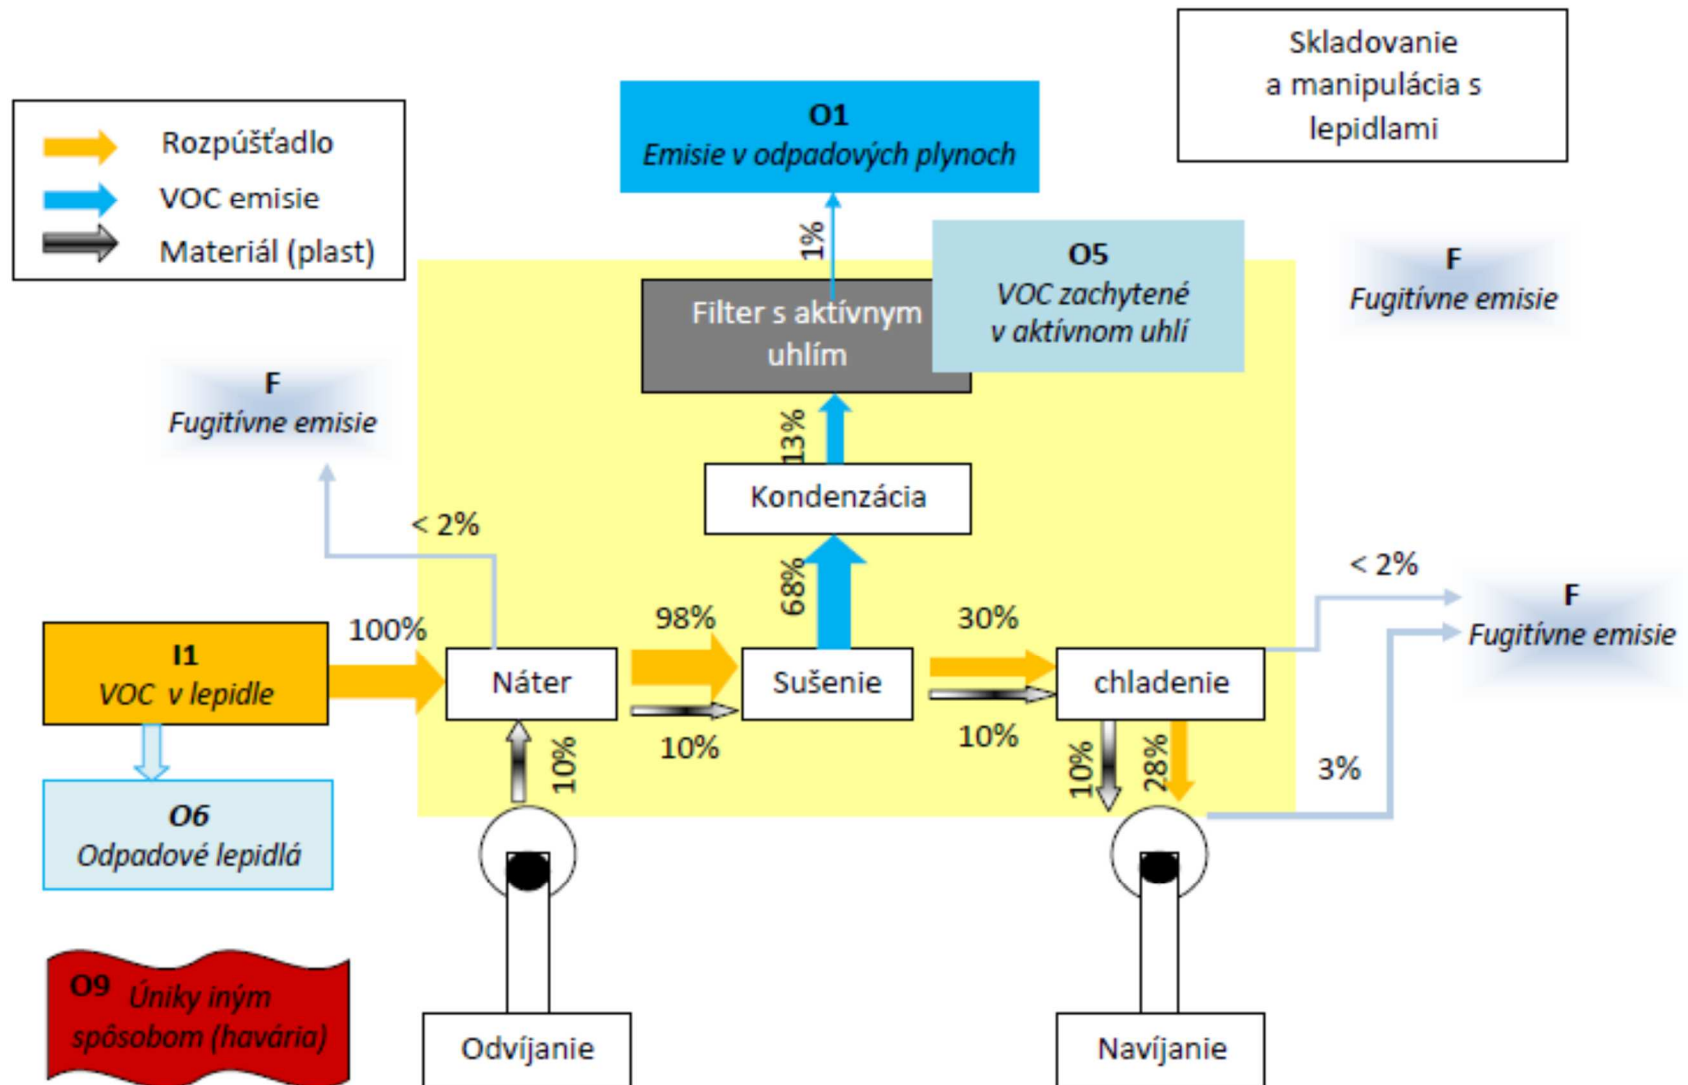 Skladovanie
a manipulácia s
lepidlami
Rozpúšťadlo
VOC emisie
Materiál (plast)
O1
Emisie v odpadových plynoch
1%
O5
VOC zachytené
v aktívnom uhlí
Filter s aktívnym
uhlím
F
Fugitívne emisie
F
Fugitívne emisie
13%
Kondenzácia
< 2%
68%
< 2%
F
Fugitívne emisie
I1
VOC v lepidle
100%
Náter
98%
10%
Sušenie
30%
10%
chladenie
10%
10%
28%
3%
O6
Odpadové lepidlá
O9 Úniky iným
spôsobom (havária)
Odvíjanie
Navíjanie